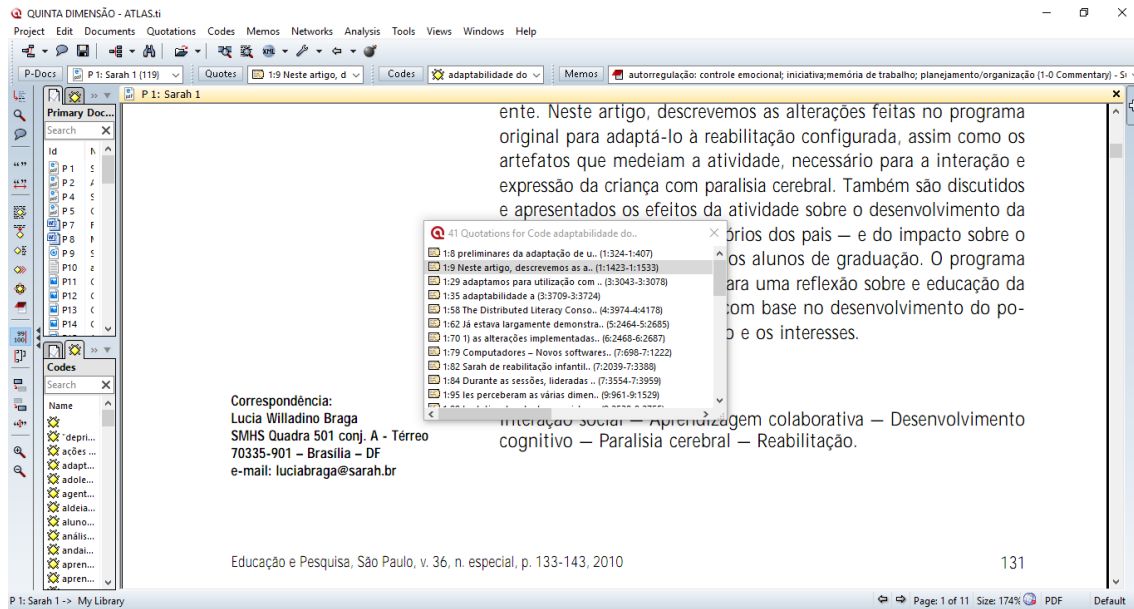 QUINTA DIMENSÃO - ATLAS.ti
Project Edit Documents Quotations Codes Memos Networks Analysis Tools Views Windows Help
P-Docs P 1: Sarah 1 (119) Quotes 1:9 Neste artigo, d Codes adaptabilidade do Memos autorregulação: controle emocional; iniciativa;memória de trabalho; planejamento/organização {1-0 Commentary} - Su
P 1: Sarah 1
Primary Doc...
Search
Id N
P 1 S
P 2
P 4 S
P 5 C
P 7 F
P 8 M
P 9 S
P10 a
P11 C
P12 C
P13 C
P14 C
Codes
Search
Name
"depri...
ações ...
adapt...
adole...
agent...
aldeia...
aluno...
anális...
andai...
apren...
apren...
ente. Neste artigo, descrevemos as alterações feitas no programa
original para adaptá-lo à reabilitação configurada, assim como os
artefatos que medeiam a atividade, necessário para a interação e
expressão da criança com paralisia cerebral. Também são discutidos
e apresentados os efeitos da atividade sobre o desenvolvimento da
órios dos pais — e do impacto sobre o
os alunos de graduação. O programa
ara uma reflexão sobre e educação da
com base no desenvolvimento do po-
o e os interesses.
41 Quotations for Code adaptabilidade do..
1:8 preliminares da adaptação de u.. (1:324-1:407)
1:9 Neste artigo, descrevemos as a.. (1:1423-1:1533)
1:29 adaptamos para utilização com .. (3:3043-3:3078)
1:35 adaptabilidade a (3:3709-3:3724)
1:58 The Distributed Literacy Conso.. (4:3974-4:4178)
1:62 Já estava largamente demonstra.. (5:2464-5:2685)
1:70 1) as alterações implementadas.. (6:2468-6:2687)
1:79 Computadores – Novos softwares.. (7:698-7:1222)
1:82 Sarah de reabilitação infantil.. (7:2039-7:3388)
1:84 Durante as sessões, lideradas .. (7:3554-7:3959)
1:95 les perceberam as várias dimen.. (9:961-9:1529)
Interação social — Aprendizagem colaborativa — Desenvolvimento
cognitivo — Paralisia cerebral — Reabilitação.
Correspondência:
Lucia Willadino Braga
SMHS Quadra 501 conj. A - Térreo
70335-901 – Brasília – DF
e-mail: luciabraga@sarah.br
Educação e Pesquisa, São Paulo, v. 36, n. especial, p. 133-143, 2010 131
P 1: Sarah 1 -> My Library Page: 1 of 11 Size: 174% PDF Default